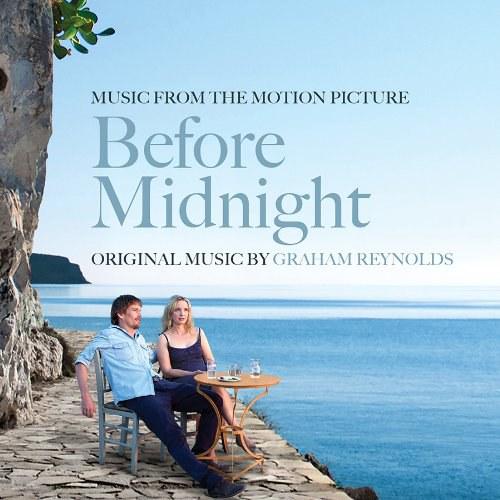 MUSIC FROM THE MOTION PICTURE
Before
Midnight
ORIGINAL MUSIC BY GRAHAM REYNOLDS